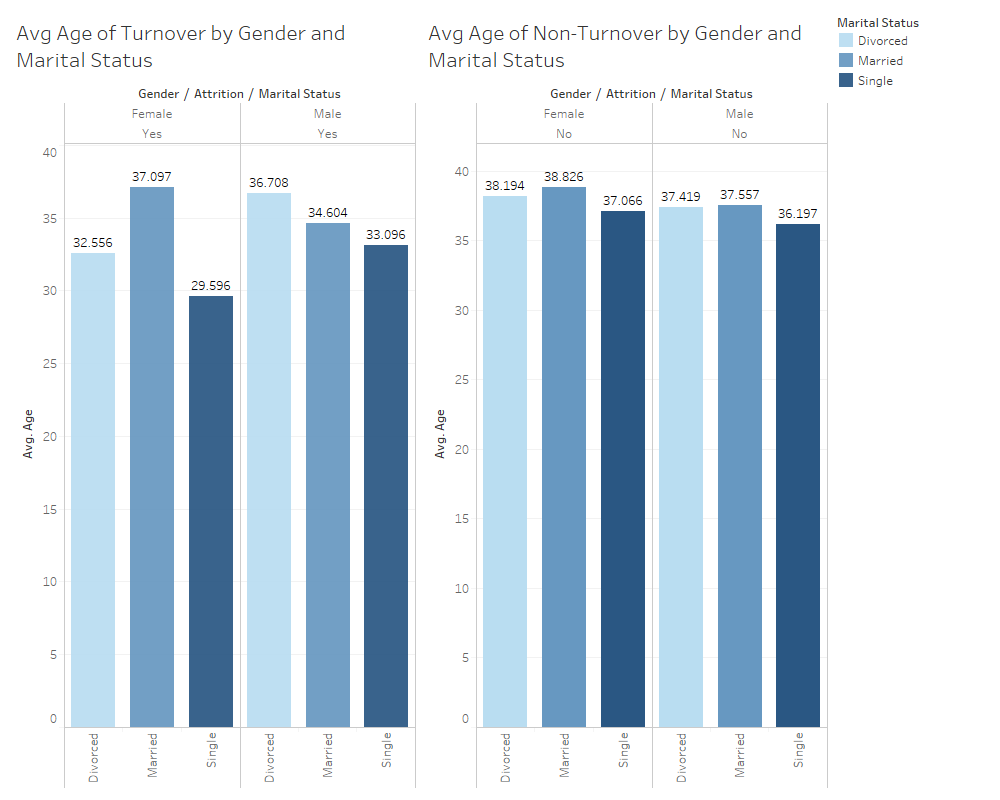 Avg Age of Turnover by Gender and
Marital Status
Gender / Attrition / Marital Status
Female
Male
Yes
Yes
40
35
30
25
20
15
10
5
0
Avg. Age
32.556
37.097
29.596
36.708
34.604
33.096
Divorced
Married
Single
Divorced
Married
Single
Avg Age of Non-Turnover by Gender and
Marital Status
Gender / Attrition / Marital Status
Female
Male
No
No
40
35
30
25
20
15
10
5
0
Avg. Age
38.194
38.826
37.066
37.419
37.557
36.197
Divorced
Married
Single
Divorced
Married
Single
Marital Status
Divorced
Married
Single